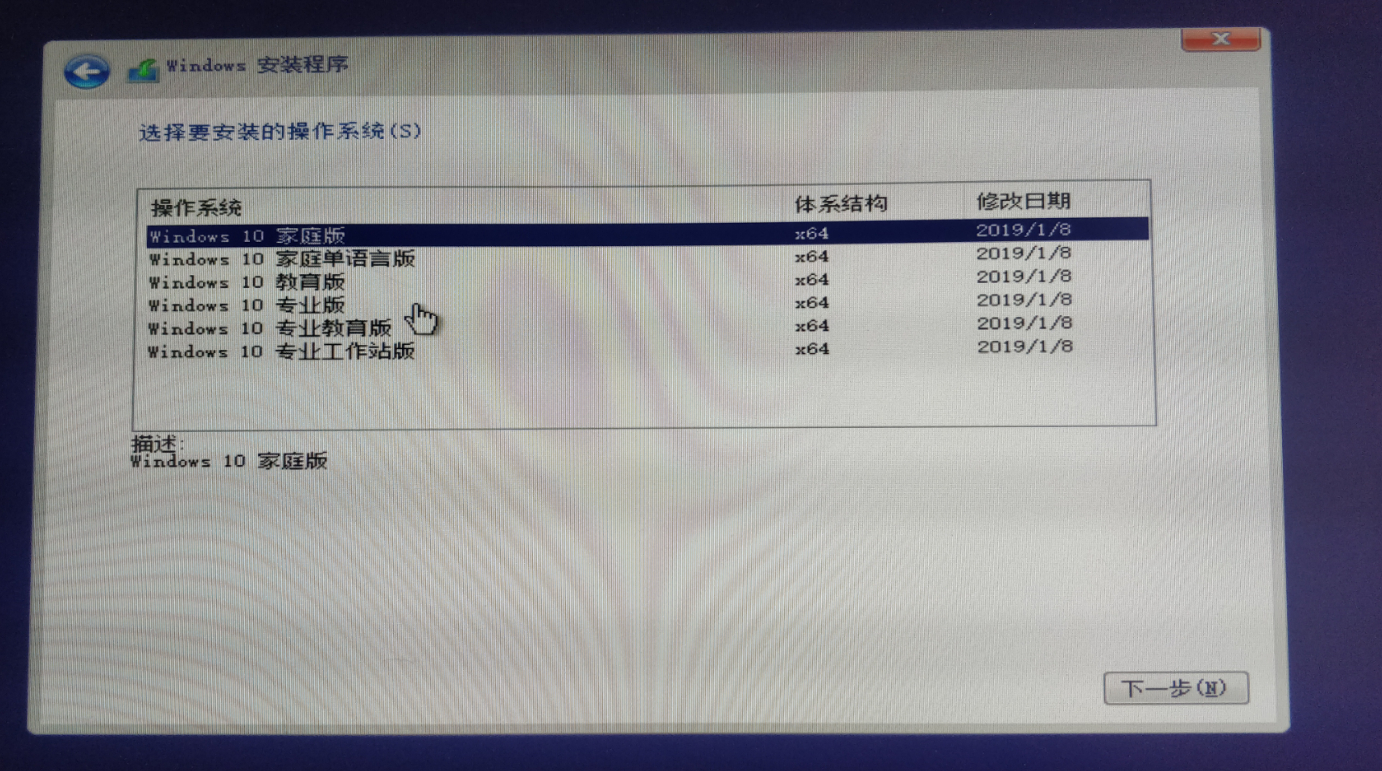 Windows 安装程序
选择要安装的操作系统(S)
操作系统 体系结构 修改日期
Windows 10 家庭版 x64 2019/1/8
Windows 10 家庭单语言版 x64 2019/1/8
Windows 10 教育版 x64 2019/1/8
Windows 10 专业版 x64 2019/1/8
Windows 10 专业教育版 x64 2019/1/8
Windows 10 专业工作站版 x64 2019/1/8
描述:
Windows 10 家庭版
下一步(N)